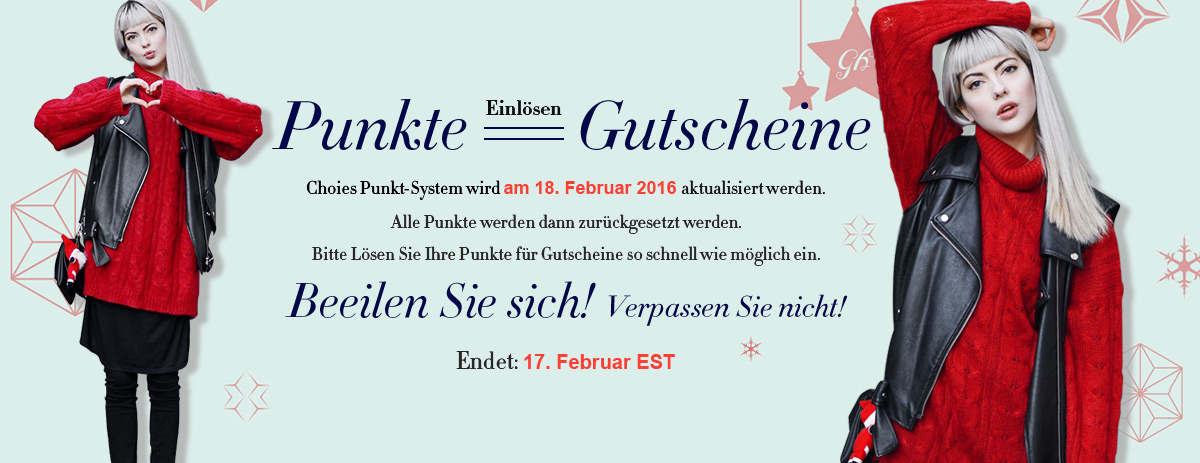 Punkte Einlösen Gutscheine
Choies Punkt-System wird am 18. Februar 2016 aktualisiert werden.
Alle Punkte werden dann zurückgesetzt werden.
Bitte Lösen Sie Ihre Punkte für Gutscheine so schnell wie möglich ein.
Beeilen Sie sich! Verpassen Sie nicht!
Endet: 17. Februar EST